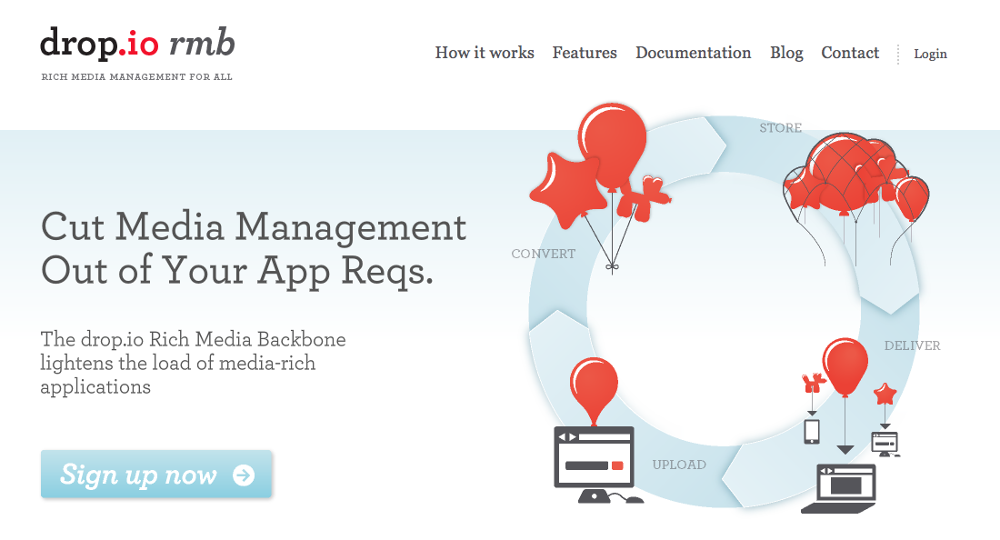 drop.io rmb
RICH MEDIA MANAGEMENT FOR ALL
How it works Features Documentation Blog Contact Login
Cut Media Management
Out of Your App Reqs.
The drop.io Rich Media Backbone
lightens the load of media-rich
applications
Sign up now
STORE
CONVERT
DELIVER
UPLOAD